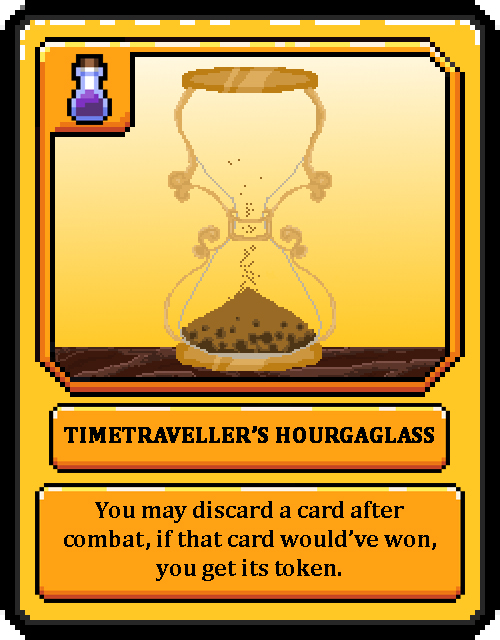 TIMETRAVELLER'S HOURGAGLASS
You may discard a card after
combat, if that card would've won,
you get its token.